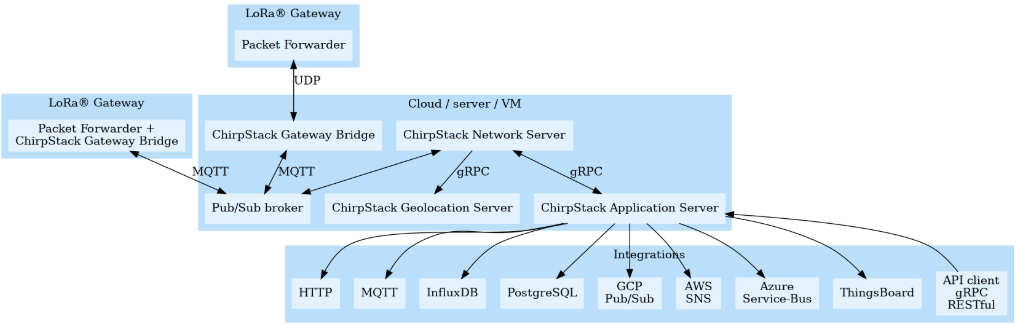 LoRa® Gateway
Packet Forwarder
UDP
LoRa® Gateway
Packet Forwarder +
ChirpStack Gateway Bridge
Cloud / server / VM
ChirpStack Gateway Bridge
ChirpStack Network Server
MQTT
MQTT
gRPC
gRPC
Pub/Sub broker
ChirpStack Geolocation Server
ChirpStack Application Server
Integrations
HTTP
MQTT
InfluxDB
PostgreSQL
GCP
Pub/Sub
AWS
SNS
Azure
Service-Bus
ThingsBoard
API client
gRPC
RESTful